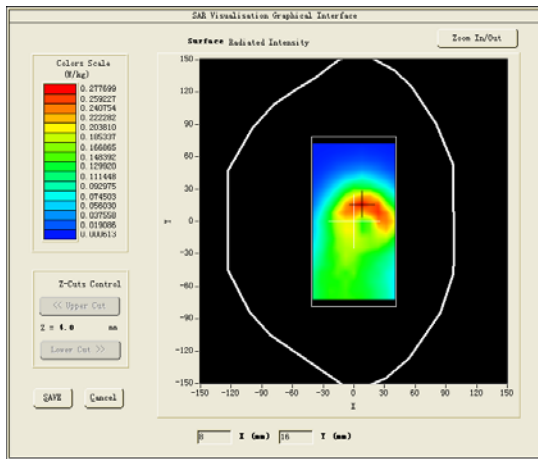 SAR Visualisation Graphical Interface
Surface Radiated Intensity
Zoom In/Out
Colors Scale
(W/kg)
0.277699
0.259227
0.240754
0.222282
0.203810
0.185337
0.166865
0.148392
0.129920
0.111448
0.092975
0.074503
0.056030
0.037558
0.019086
0.000613
150
120
90
60
30
0
-30
-60
-90
-120
-150
Y
-150 -120 -90 -60 -30 0 30 60 90 120 150
X
Z-Cuts Control
<< Upper Cut
Z = 4.0 mm
Lower Cut >>
SAVE
Cancel
8 X (mm) 16 Y (mm)